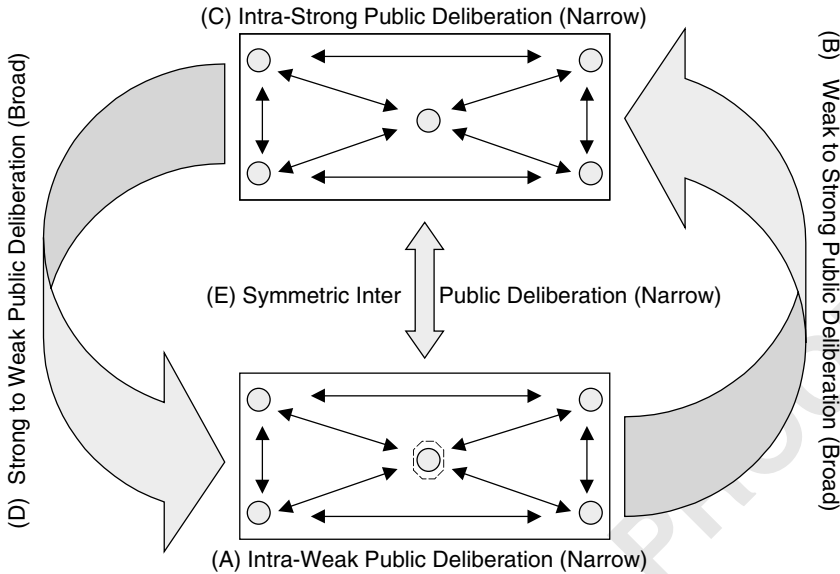 (C) Intra-Strong Public Deliberation (Narrow)
(D) Strong to Weak Public Deliberation (Broad)
(B) Weak to Strong Public Deliberation (Broad)
(E) Symmetric Inter Public Deliberation (Narrow)
(A) Intra-Weak Public Deliberation (Narrow)